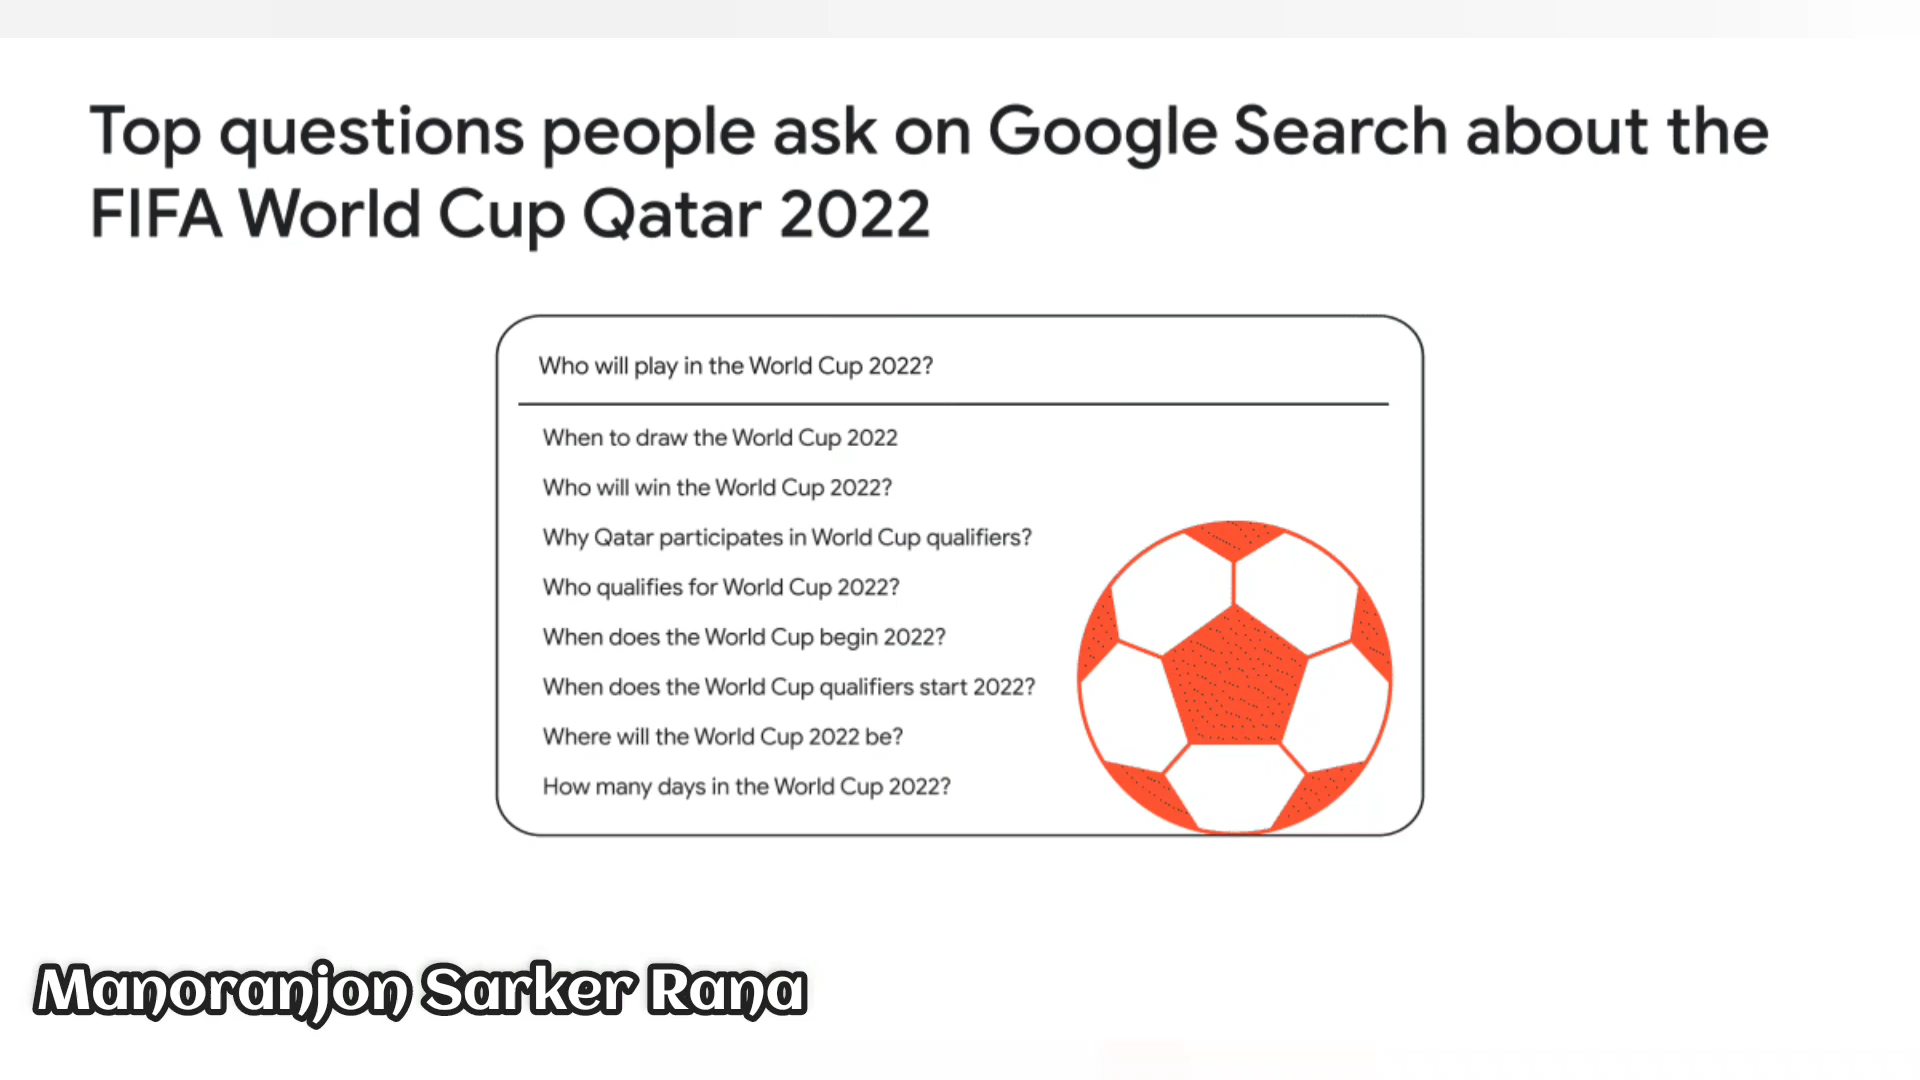 Top questions people ask on Google Search about the
FIFA World Cup Qatar 2022
Who will play in the World Cup 2022?
When to draw the World Cup 2022
Who will win the World Cup 2022?
Why Qatar participates in World Cup qualifiers?
Who qualifies for World Cup 2022?
When does the World Cup begin 2022?
When does the World Cup qualifiers start 2022?
Where will the World Cup 2022 be?
How many days in the World Cup 2022?
Manoranjon Sarker Rana